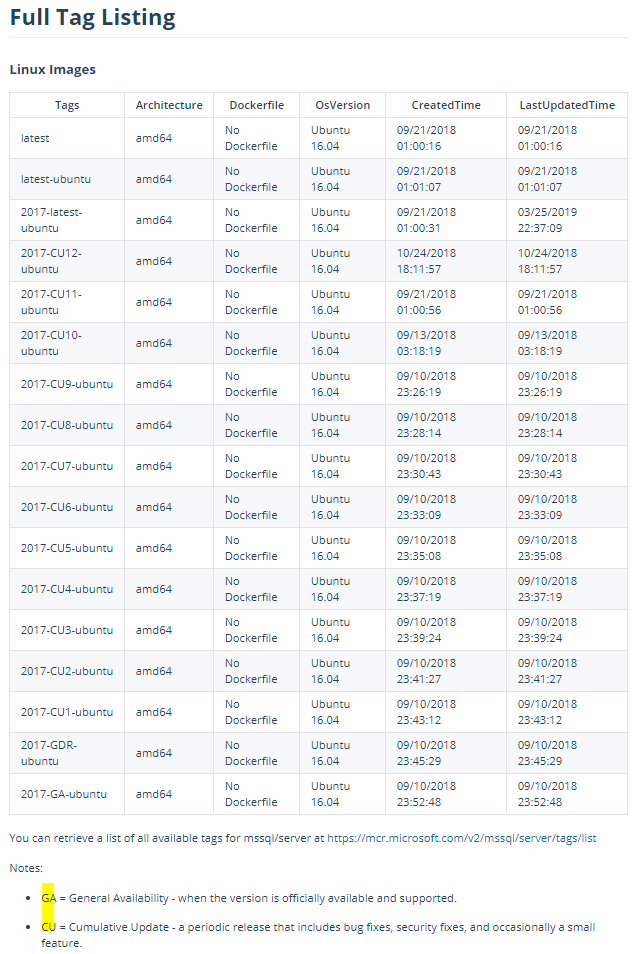 Full Tag Listing
Linux Images
Tags Architecture Dockerfile OsVersion CreatedTime LastUpdatedTime
latest amd64 No Dockerfile Ubuntu 16.04 09/21/2018 01:00:16 09/21/2018 01:00:16
latest-ubuntu amd64 No Dockerfile Ubuntu 16.04 09/21/2018 01:01:07 09/21/2018 01:01:07
2017-latest-ubuntu amd64 No Dockerfile Ubuntu 16.04 09/21/2018 01:00:31 03/25/2019 22:37:09
2017-CU12-ubuntu amd64 No Dockerfile Ubuntu 16.04 10/24/2018 18:11:57 10/24/2018 18:11:57
2017-CU11-ubuntu amd64 No Dockerfile Ubuntu 16.04 09/21/2018 01:00:56 09/21/2018 01:00:56
2017-CU10-ubuntu amd64 No Dockerfile Ubuntu 16.04 09/13/2018 03:18:19 09/13/2018 03:18:19
2017-CU9-ubuntu amd64 No Dockerfile Ubuntu 16.04 09/10/2018 23:26:19 09/10/2018 23:26:19
2017-CU8-ubuntu amd64 No Dockerfile Ubuntu 16.04 09/10/2018 23:28:14 09/10/2018 23:28:14
2017-CU7-ubuntu amd64 No Dockerfile Ubuntu 16.04 09/10/2018 23:30:43 09/10/2018 23:30:43
2017-CU6-ubuntu amd64 No Dockerfile Ubuntu 16.04 09/10/2018 23:33:09 09/10/2018 23:33:09
2017-CU5-ubuntu amd64 No Dockerfile Ubuntu 16.04 09/10/2018 23:35:08 09/10/2018 23:35:08
2017-CU4-ubuntu amd64 No Dockerfile Ubuntu 16.04 09/10/2018 23:37:19 09/10/2018 23:37:19
2017-CU3-ubuntu amd64 No Dockerfile Ubuntu 16.04 09/10/2018 23:39:24 09/10/2018 23:39:24
2017-CU2-ubuntu amd64 No Dockerfile Ubuntu 16.04 09/10/2018 23:41:27 09/10/2018 23:41:27
2017-CU1-ubuntu amd64 No Dockerfile Ubuntu 16.04 09/10/2018 23:43:12 09/10/2018 23:43:12
2017-GDR-ubuntu amd64 No Dockerfile Ubuntu 16.04 09/10/2018 23:45:29 09/10/2018 23:45:29
2017-GA-ubuntu amd64 No Dockerfile Ubuntu 16.04 09/10/2018 23:52:48 09/10/2018 23:52:48
You can retrieve a list of all available tags for mssql/server at https://mcr.microsoft.com/v2/mssql/server/tags/list
Notes:
• GA = General Availability - when the version is officially available and supported.
• CU = Cumulative Update - a periodic release that includes bug fixes, security fixes, and occasionally a small
feature.